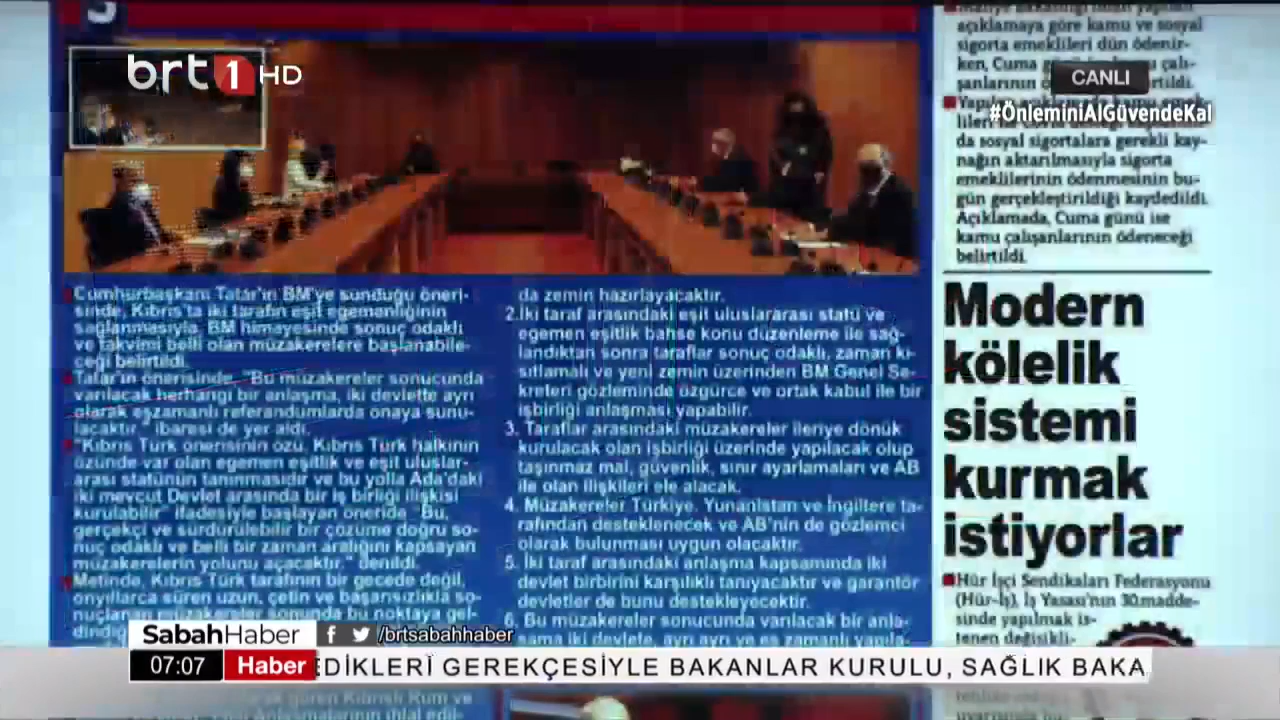 brt 1 HD
CANLI
#ÖnleminiAlGüvendeKal
açıklamaya göre kamu ve sosyal
sigorta emeklileri dün ödenir-
ken, Cuma
şanlarının
da sosyal sigortalara gerekli kay-
nağın aktarılmasıyla sigorta
emeklilerinin ödenmesinin bu-
gün gerçekleştirildiği kaydedildi.
Açıklamada, Cuma günü ise
kamu çalışanlarının ödeneceği
belirtildi.
Cumhurbaşkanı Tatar'ın BM'ye sunduğu öneri-
sinde, Kıbrıs'ta iki tarafın eşit egemenliğinin
sağlanmasıyla, BM himayesinde sonuç odaklı
ve takvimi belli olan müzakerelere başlanabile-
ceği belirtildi.
Tatar'ın önerisinde "Bu müzakereler sonucunda
varılacak herhangi bir anlaşma, iki devlette ayrı
olarak eşzamanlı referandumlarda onaya sunu-
lacaktır" ibaresi de yer aldı.
"Kıbrıs Türk önerisinin özü, Kıbrıs Türk halkının
özünde var olan egemen eşitlik ve eşit uluslar-
arası statünün tanınmasıdır ve bu yolla Ada'daki
iki mevcut Devlet arasında bir iş birliği ilişkisi
kurulabilir" ifadesiyle başlayan öneride "Bu,
gerçekçi ve sürdürülebilir bir çözüme doğru so-
nuç odaklı ve belli bir zaman aralığını kapsayan
müzakerelerin yolunu açacaktır." denildi.
Metinde, Kıbrıs Türk tarafının bir gecede değil,
onyıllarca süren uzun, çetin ve başarısızlıkla so-
nuçlanan müzakereler sonunda bu noktaya gel-
da zemin hazırlayacaktır.
2.İki taraf arasındaki eşit uluslararası statü ve
egemen eşitlik bahse konu düzenleme ile sağ-
landıktan sonra taraflar sonuç odaklı, zaman kı-
sıtlamalı ve yeni zemin üzerinden BM Genel Se-
kreteri gözleminde özgürce ve ortak kabul ile bir
işbirliği anlaşması yapabilir.
3. Taraflar arasındaki müzakereler ileriye dönük
kurulacak olan işbirliği üzerinde yapılacak olup
taşınmaz mal, güvenlik, sınır ayarlamaları ve AB
ile olan ilişkileri ele alacak.
4. Müzakereler Türkiye, Yunanistan ve İngiltere ta-
rafından desteklenecek ve AB'nin de gözlemci
olarak bulunması uygun olacaktır.
5. İki taraf arasındaki anlaşma kapsamında iki
devlet birbirini karşılıklı tanıyacaktır ve garantör
devletler de bunu destekleyecektir.
6. Bu müzakereler sonucunda varılacak bir anla-
Modern
kölelik
sistemi
kurmak
istiyorlar
Hür İşçi Sendikaları Federasyonu
(Hür-İş), İş Yasası'nın 30.madde-
sinde yapılmak is-
tenen değişikli-
SabahHaber
/brtsabahhaber
07:07 Haber EDİKLERİ GEREKÇESİYLE BAKANLAR KURULU, SAĞLIK BAKA